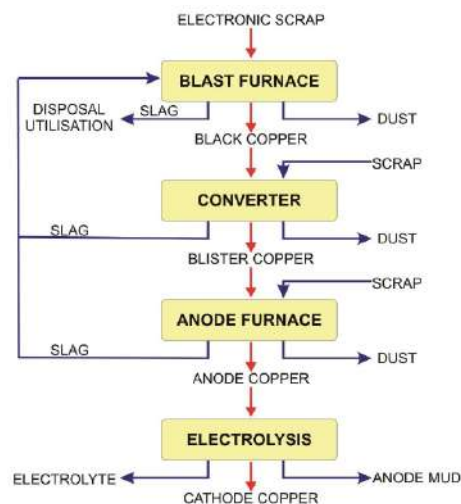 ELECTRONIC SCRAP
BLAST FURNACE
SLAG
DISPOSAL
UTILISATION
DUST
BLACK COPPER
SCRAP
CONVERTER
SLAG
DUST
BLISTER COPPER
SCRAP
ANODE FURNACE
SLAG
DUST
ANODE COPPER
ELECTROLYSIS
ELECTROLYTE
ANODE MUD
CATHODE COPPER